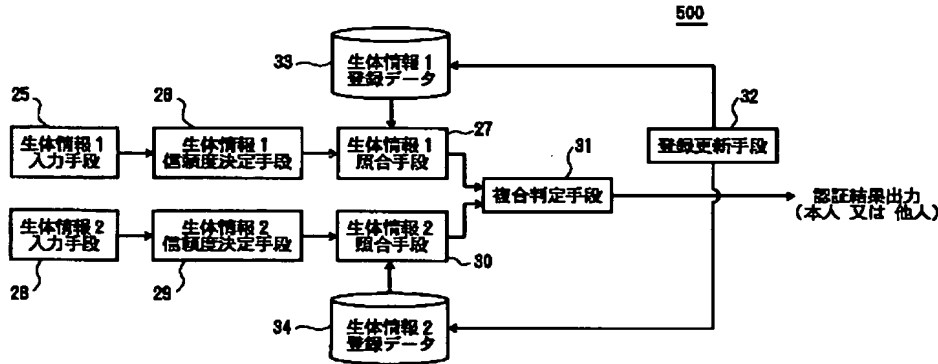 500
33
生体情報1
登録データ
25
26
27
32
生体情報1
入力手段
生体情報1
信頼度決定手段
生体情報1
照合手段
31
登録更新手段
複合判定手段
認証結果出力
(本人 又は 他人)
生体情報2
入力手段
生体情報2
信頼度決定手段
生体情報2
照合手段
28
29
30
34
生体情報2
登録データ